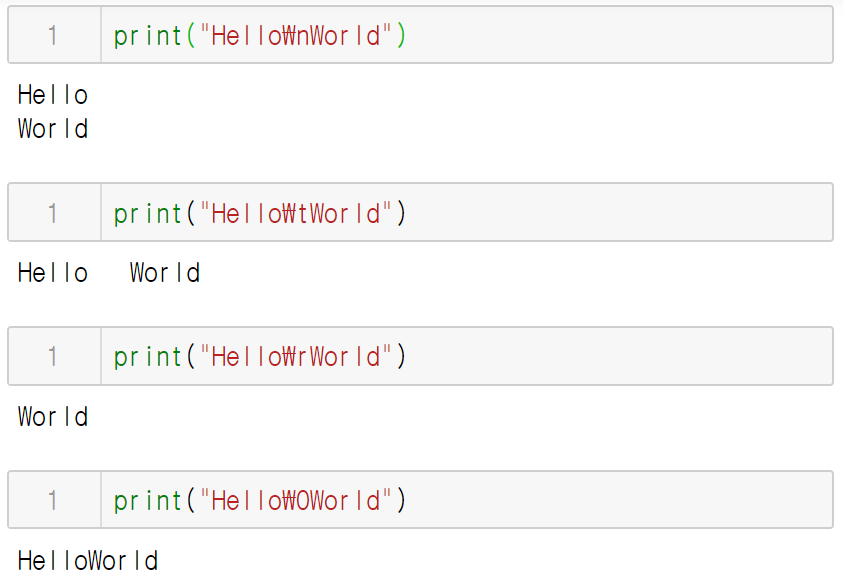 1 print("Hello₩nWorld")
Hello
World
1 print("Hello₩tWorld")
Hello   World
1 print("Hello₩rWorld")
World
1 print("Hello₩0World")
HelloWorld